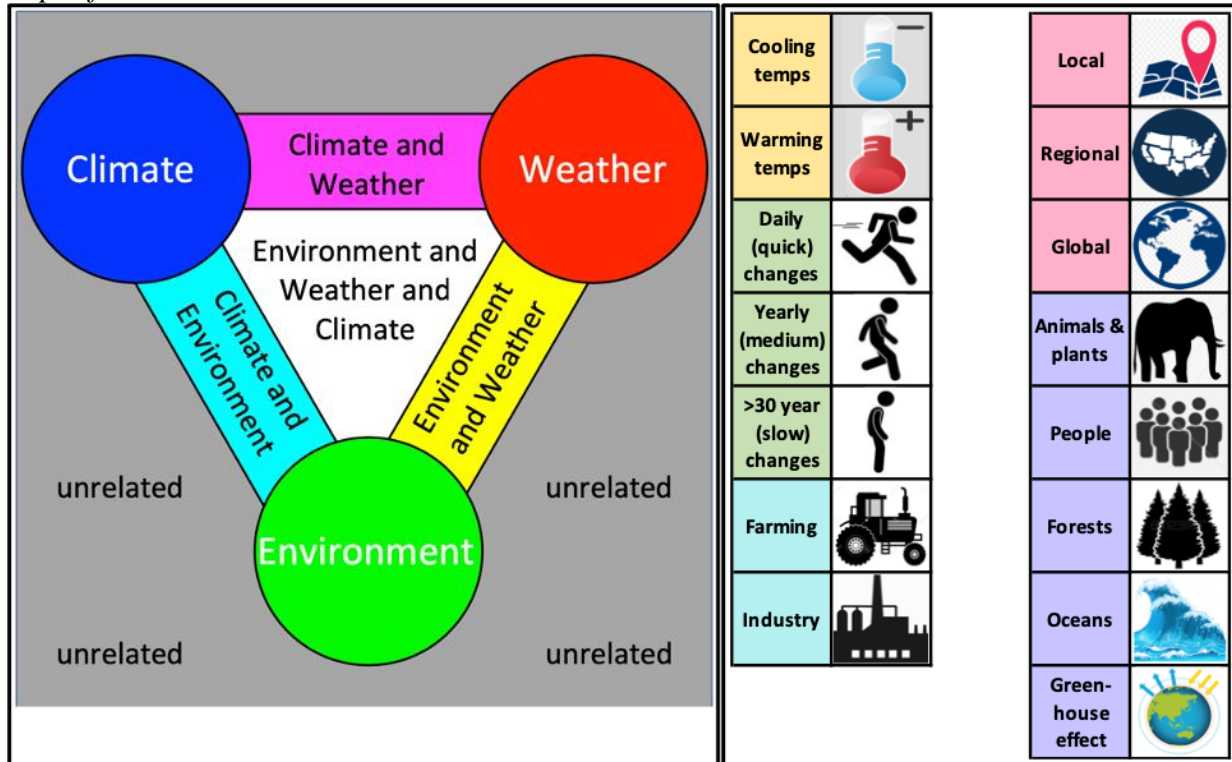 Climate
Climate and
Weather
Weather
Environment and
Weather and
Climate
Climate and
Environment
Environment
and Weather
unrelated
unrelated
Environment
unrelated
unrelated
Cooling
temps
Warming
temps
Daily
(quick)
changes
Yearly
(medium)
changes
>30 year
(slow)
changes
Farming
Industry
Local
Regional
Global
Animals &
plants
People
Forests
Oceans
Green-
house
effect